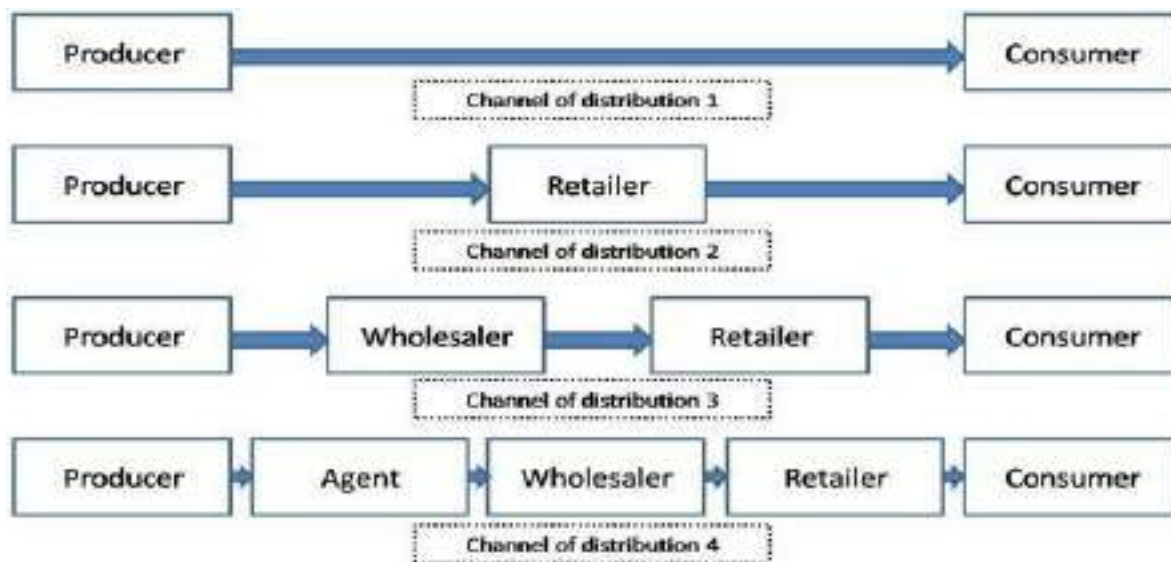 Producer Consumer
Channel of distribution 1
Producer Retailer Consumer
Channel of distribution 2
Producer Wholesaler Retailer Consumer
Channel of distribution 3
Producer Agent Wholesaler Retailer Consumer
Channel of distribution 4